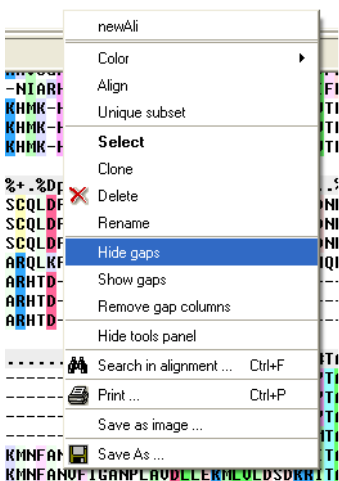 newAli
Color
-NIARH
Align
KHMK-H
Unique subset
KHMK-H
KHMK-H
Select
Clone
%+.%Dp
Delete
SCQLDF
SCQLDF
Rename
SCQLDF
ARQLKF
Hide gaps
ARHTD-
Show gaps
ARHTD-
Remove gap columns
ARHTD-
Hide tools panel
Search in alignment ... Ctrl+F
Print ... Ctrl+P
Save as image ...
KMNFAN
Save As ...
KMNFANVFIGANPLAVDLLEKMLVLDSDKRITA